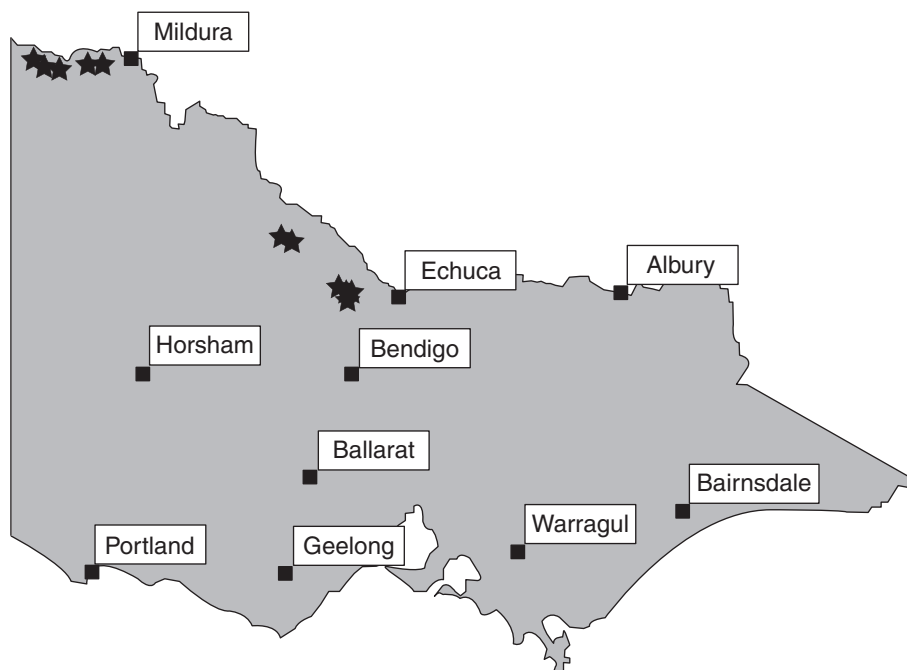 Mildura
Echuca
Albury
Horsham
Bendigo
Ballarat
Bairnsdale
Warragul
Portland
Geelong